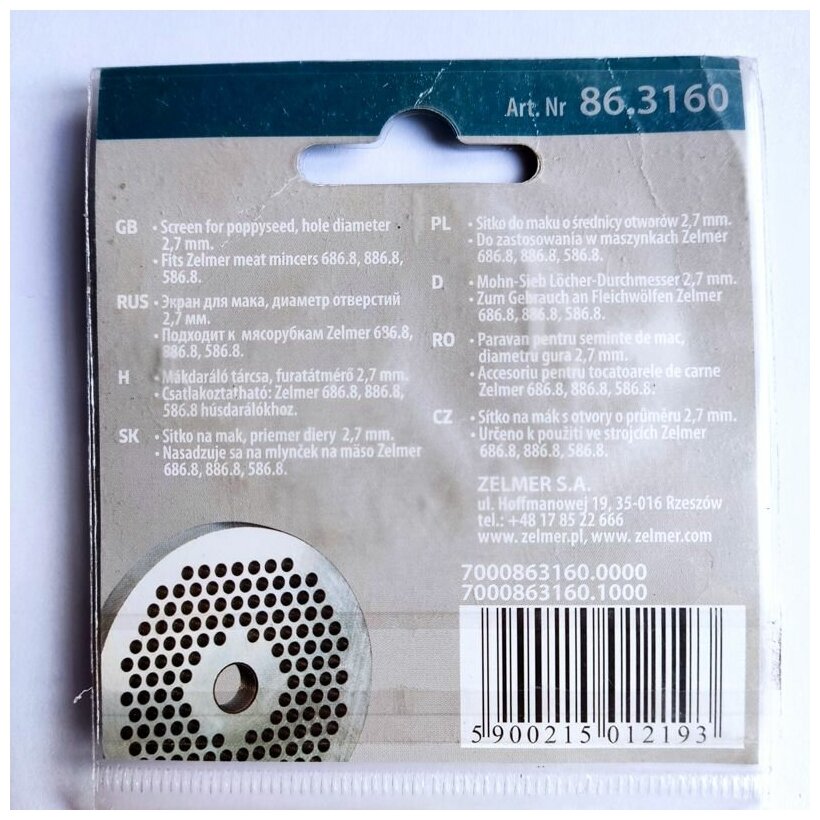 Art. Nr 86.3160
GB • Screen for poppyseed, hole diameter
2,7 mm.
• Fits Zelmer meat mincers 686.8, 886.8,
586.8.
RUS • Экран для мака, диаметр отверстий
2,7 мм.
• Подходит к мясорубкам Zelmer 686.8,
886.8, 586.8.
H • Mákdaráló tárcsa, furatátmérő 2,7 mm.
• Csatlakoztatható: Zelmer 686.8, 886.8,
586.8 húsdarálókhoz.
SK • Sitko na mak, priemer diery 2,7 mm.
• Nasadzuje sa na mlynček na mäso Zelmer
686.8, 886.8, 586.8.
PL • Sitko do maku o średnicy otworów 2,7 mm.
• Do zastosowania w maszynkach Zelmer
686.8, 886.8, 586.8.
D • Mohn-Sieb Löcher-Durchmesser 2,7 mm.
• Zum Gebrauch an Fleichwölfen Zelmer
686.8, 886.8, 586.8.
RO • Paravan pentru seminte de mac,
diametru gura 2,7 mm.
• Accesoriu pentru tocatoarele de carne
Zelmer 686.8, 886.8, 586.8.
CZ • Sítko na mák s otvory o průměru 2,7 mm.
• Určeno k použití ve strojcích Zelmer
686.8, 886.8, 586.8.
ZELMER S.A.
ul. Hoffmanowej 19, 35-016 Rzeszów
tel.: +48 17 85 22 666
www.zelmer.pl, www.zelmer.com
7000863160.0000
7000863160.1000
5 900215 012193